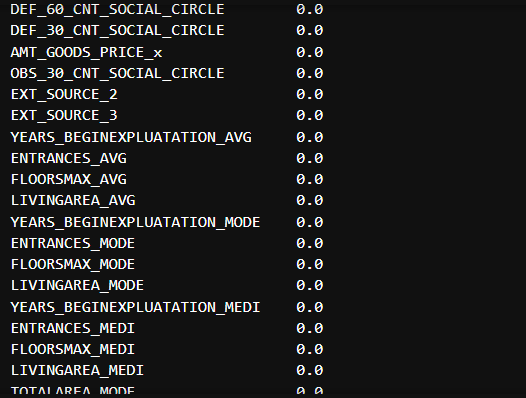 DEF_60_CNT_SOCIAL_CIRCLE 0.0
DEF_30_CNT_SOCIAL_CIRCLE 0.0
AMT_GOODS_PRICE_x 0.0
OBS_30_CNT_SOCIAL_CIRCLE 0.0
EXT_SOURCE_2 0.0
EXT_SOURCE_3 0.0
YEARS_BEGINEXPLUATATION_AVG 0.0
ENTRANCES_AVG 0.0
FLOORSMAX_AVG 0.0
LIVINGAREA_AVG 0.0
YEARS_BEGINEXPLUATATION_MODE 0.0
ENTRANCES_MODE 0.0
FLOORSMAX_MODE 0.0
LIVINGAREA_MODE 0.0
YEARS_BEGINEXPLUATATION_MEDI 0.0
ENTRANCES_MEDI 0.0
FLOORSMAX_MEDI 0.0
LIVINGAREA_MEDI 0.0
TOTALAREA_MODE 0.0